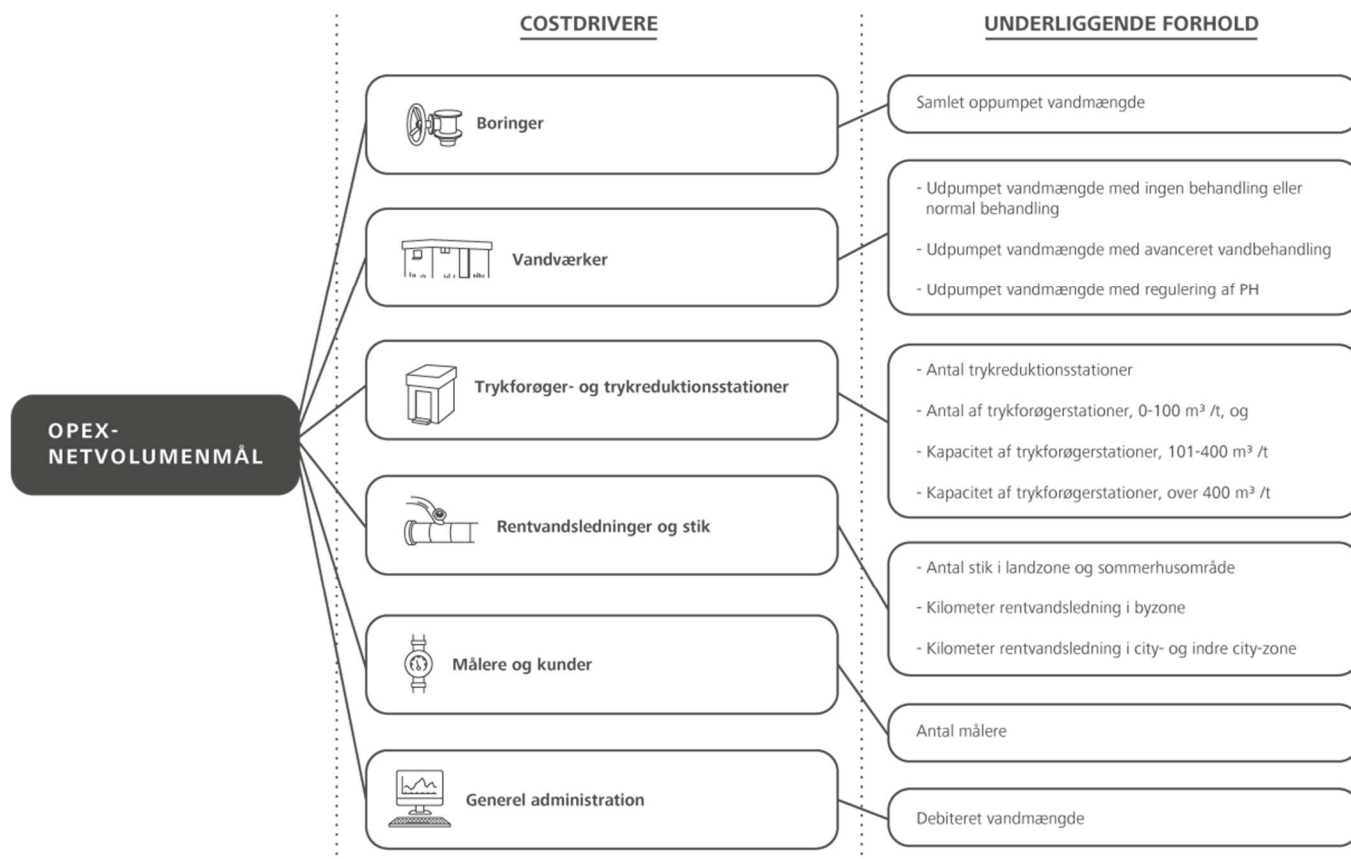 COSTDRIVERE
UNDERLIGGENDE FORHOLD
OPEX-
NETVOLUMENMÅL
Boringer
Samlet oppumpet vandmængde
Vandværker
- Udpumpet vandmængde med ingen behandling eller
normal behandling
- Udpumpet vandmængde med avanceret vandbehandling
- Udpumpet vandmængde med regulering af PH
Trykforøger- og trykreduktionsstationer
- Antal trykreduktionsstationer
- Antal af trykforøgerstationer, 0-100 m³ /t, og
- Kapacitet af trykforøgerstationer, 101-400 m³ /t
- Kapacitet af trykforøgerstationer, over 400 m³ /t
Rentvandsledninger og stik
- Antal stik i landzone og sommerhusområde
- Kilometer rentvandsledning i byzone
- Kilometer rentvandsledning i city- og indre city-zone
Målere og kunder
Antal målere
Generel administration
Debiteret vandmængde